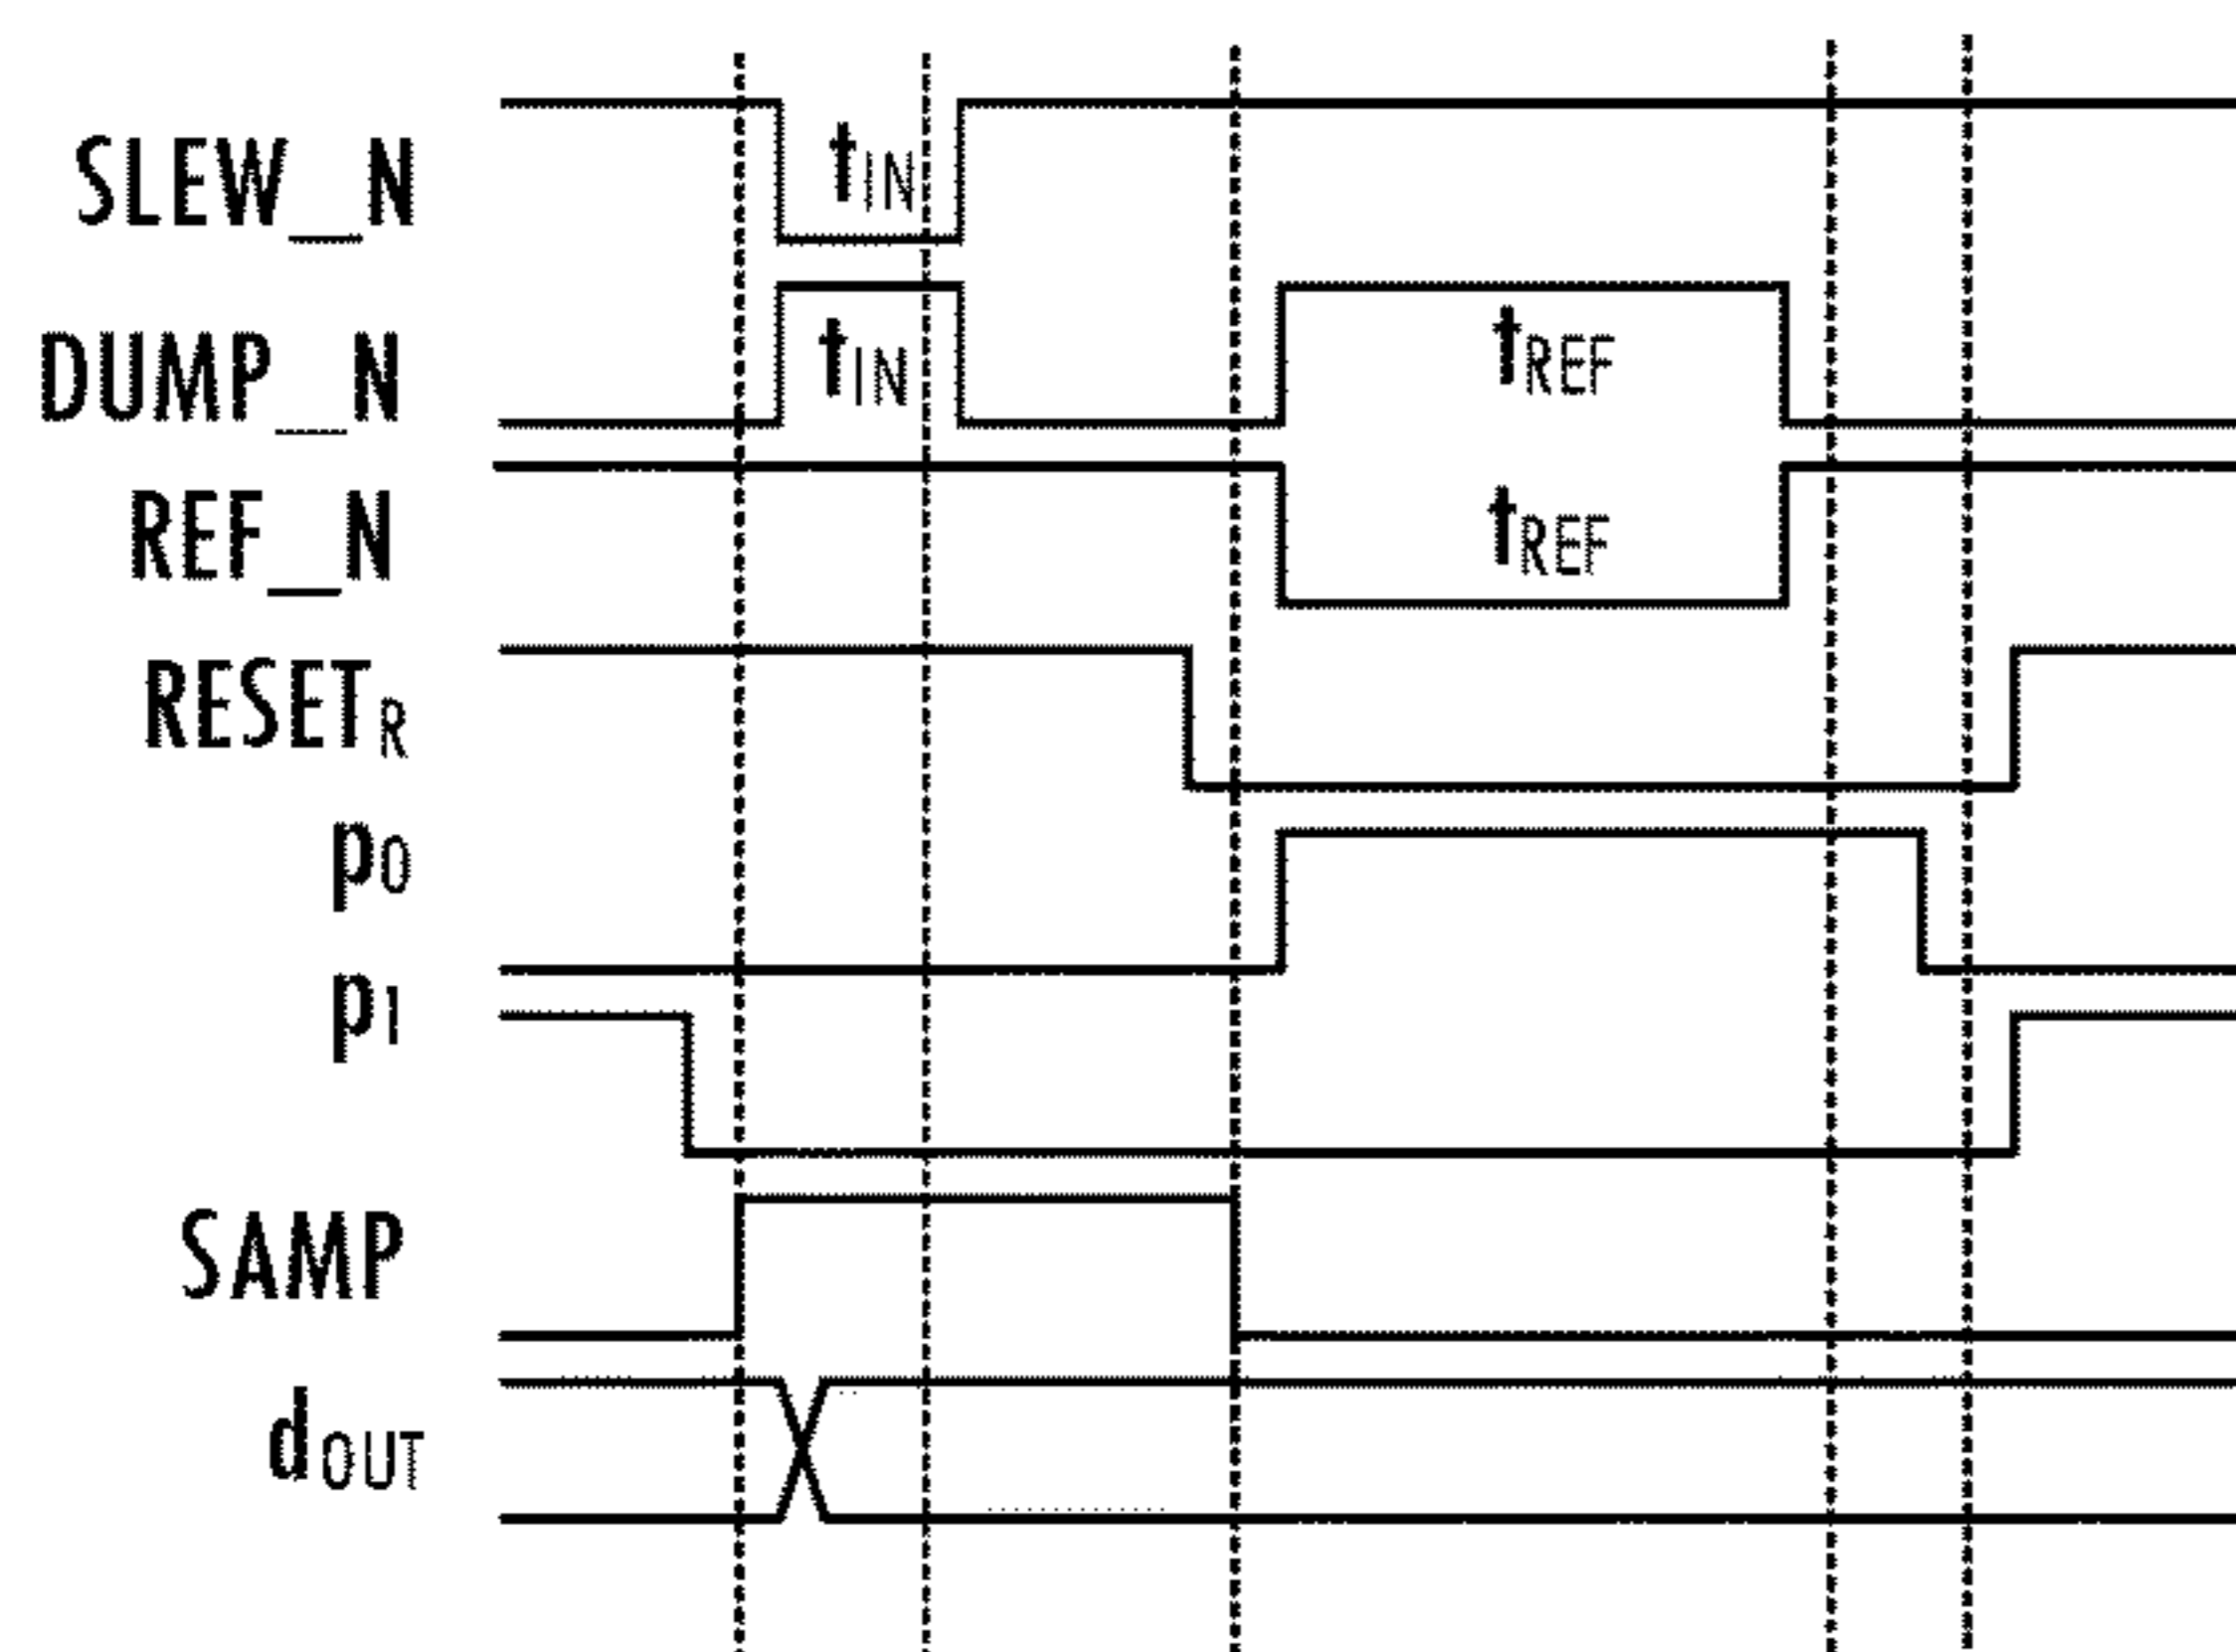 SLEW_N
tIN
DUMP_N
tIN
tREF
REF_N
tREF
RESETR
p0
p1
SAMP
dOUT